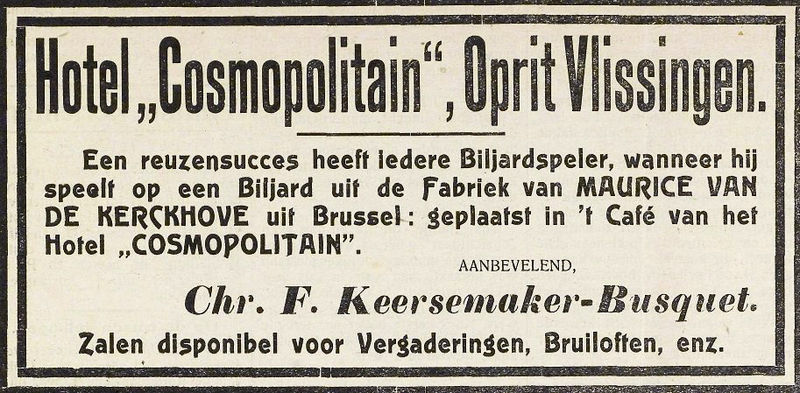 Hotel „Cosmopolitain“, Oprit Vlissingen.
Een reuzensucces heeft iedere Biljardspeler, wanneer hij
speelt op een Biljard uit de Fabriek van MAURICE VAN
DE KERCKHOVE uit Brussel: geplaatst in 't Café van het
Hotel „COSMOPOLITAIN”.
AANBEVELEND,
Chr. F. Keersemaker-Busquet.
Zalen disponibel voor Vergaderingen, Bruiloften, enz.